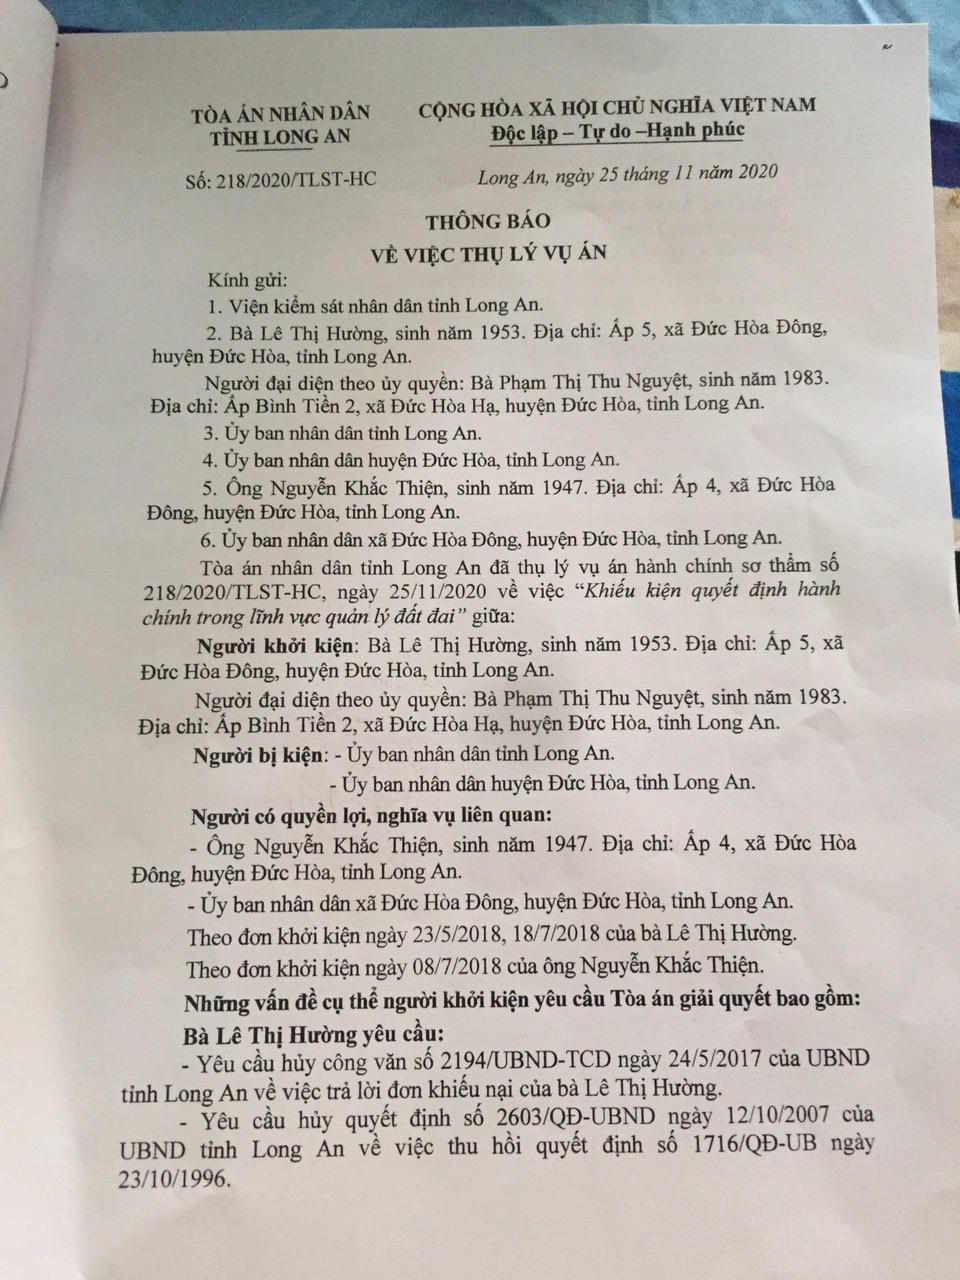 TÒA ÁN NHÂN DÂN
TỈNH LONG AN
CỘNG HÒA XÃ HỘI CHỦ NGHĨA VIỆT NAM
Độc lập – Tự do –Hạnh phúc
Số: 218/2020/TLST-HC
Long An, ngày 25 tháng 11 năm 2020
THÔNG BÁO
VỀ VIỆC THỤ LÝ VỤ ÁN
Kính gửi:
1. Viện kiểm sát nhân dân tỉnh Long An.
2. Bà Lê Thị Hường, sinh năm 1953. Địa chỉ: Ấp 5, xã Đức Hòa Đông,
huyện Đức Hòa, tỉnh Long An.
Người đại diện theo ủy quyền: Bà Phạm Thị Thu Nguyệt, sinh năm 1983.
Địa chỉ: Ấp Bình Tiền 2, xã Đức Hòa Hạ, huyện Đức Hòa, tỉnh Long An.
3. Ủy ban nhân dân tỉnh Long An.
4. Ủy ban nhân dân huyện Đức Hòa, tỉnh Long An.
5. Ông Nguyễn Khắc Thiện, sinh năm 1947. Địa chỉ: Ấp 4, xã Đức Hòa
Đông, huyện Đức Hòa, tỉnh Long An.
6. Ủy ban nhân dân xã Đức Hòa Đông, huyện Đức Hòa, tỉnh Long An.
Tòa án nhân dân tỉnh Long An đã thụ lý vụ án hành chính sơ thẩm số
218/2020/TLST-HC, ngày 25/11/2020 về việc “Khiếu kiện quyết định hành
chính trong lĩnh vực quản lý đất đai” giữa:
Người khởi kiện: Bà Lê Thị Hường, sinh năm 1953. Địa chỉ: Ấp 5, xã
Đức Hòa Đông, huyện Đức Hòa, tỉnh Long An.
Người đại diện theo ủy quyền: Bà Phạm Thị Thu Nguyệt, sinh năm 1983.
Địa chỉ: Ấp Bình Tiền 2, xã Đức Hòa Hạ, huyện Đức Hòa, tỉnh Long An.
Người bị kiện: - Ủy ban nhân dân tỉnh Long An.
- Ủy ban nhân dân huyện Đức Hòa, tỉnh Long An.
Người có quyền lợi, nghĩa vụ liên quan:
- Ông Nguyễn Khắc Thiện, sinh năm 1947. Địa chỉ: Ấp 4, xã Đức Hòa
Đông, huyện Đức Hòa, tỉnh Long An.
- Ủy ban nhân dân xã Đức Hòa Đông, huyện Đức Hòa, tỉnh Long An.
Theo đơn khởi kiện ngày 23/5/2018, 18/7/2018 của bà Lê Thị Hường.
Theo đơn khởi kiện ngày 08/7/2018 của ông Nguyễn Khắc Thiện.
Những vấn đề cụ thể người khởi kiện yêu cầu Tòa án giải quyết bao gồm:
Bà Lê Thị Hường yêu cầu:
- Yêu cầu hủy công văn số 2194/UBND-TCD ngày 24/5/2017 của UBND
tỉnh Long An về việc trả lời đơn khiếu nại của bà Lê Thị Hường.
- Yêu cầu hủy quyết định số 2603/QĐ-UBND ngày 12/10/2007 của
UBND tỉnh Long An về việc thu hồi quyết định số 1716/QĐ-UB ngày
23/10/1996.